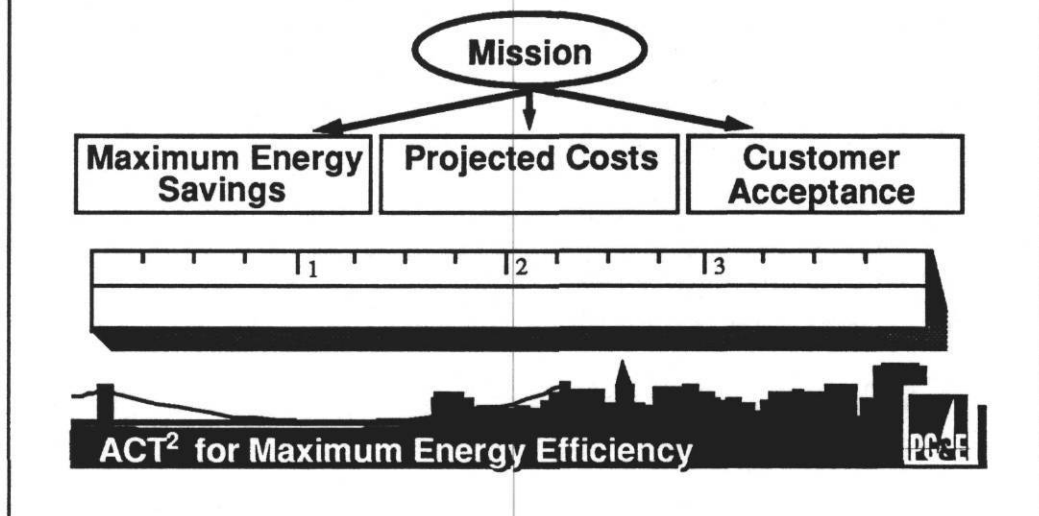 Mission
Maximum Energy
Savings
Projected Costs
Customer
Acceptance
1 2 3
ACT² for Maximum Energy Efficiency
PG&E